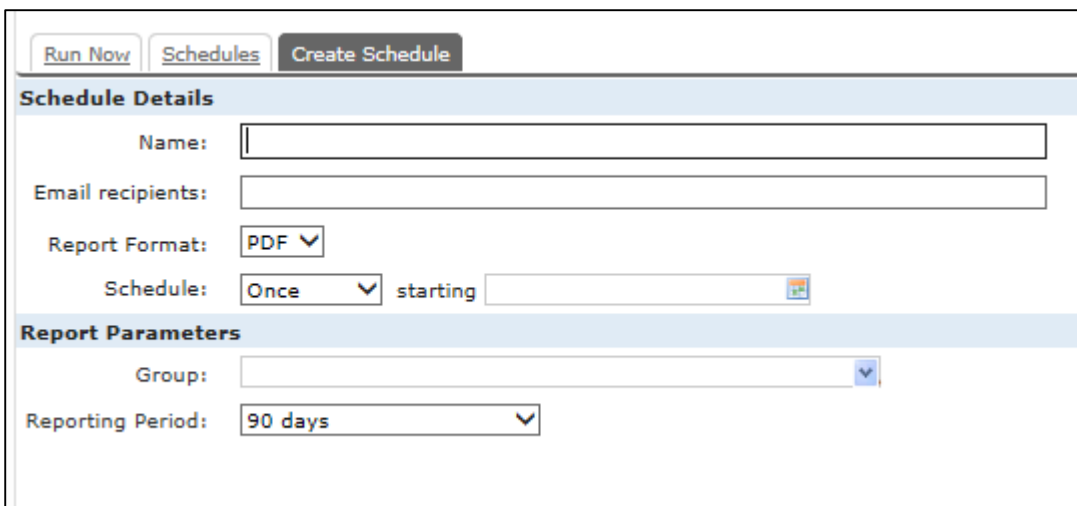 Run Now Schedules Create Schedule
Schedule Details
Name:
Email recipients:
Report Format: PDF
Schedule: Once starting
Report Parameters
Group:
Reporting Period: 90 days